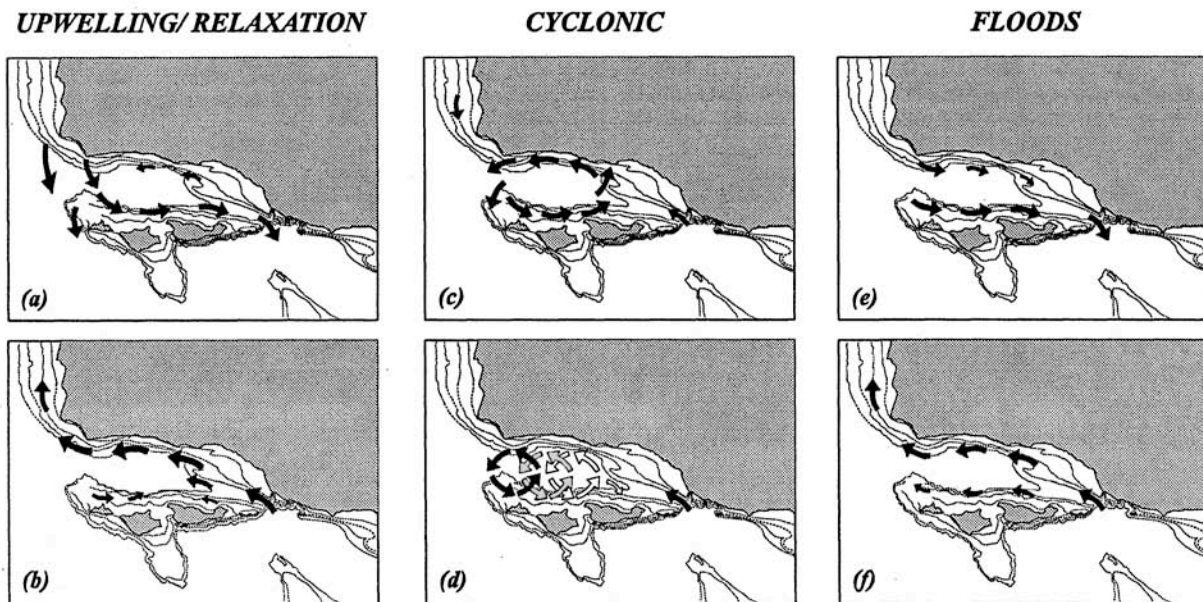 UPWELLING/ RELAXATION
CYCLONIC
FLOODS
(a)
(c)
(e)
(b)
(d)
(f)